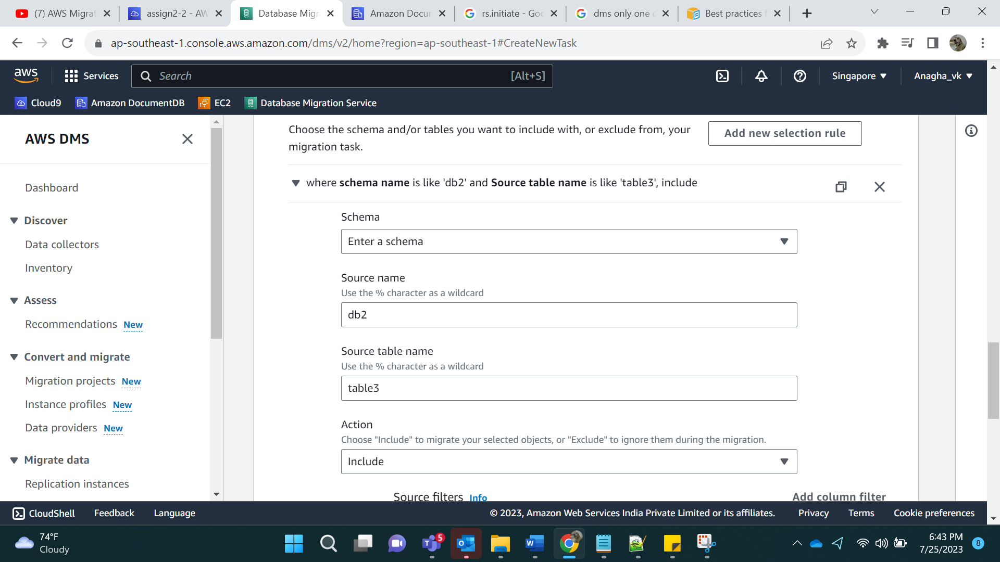 (7) AWS Migrat
assign2-2 - AW
Database Migr
Amazon Docu
rs.initiate - Goo
dms only one c
Best practices f
ap-southeast-1.console.aws.amazon.com/dms/v2/home?region=ap-southeast-1#CreateNewTask
aws
Services
Search
[Alt+S]
Singapore
Anagha_vk
Cloud9
Amazon DocumentDB
EC2
Database Migration Service
AWS DMS
Dashboard
Discover
Data collectors
Inventory
Assess
Recommendations New
Convert and migrate
Migration projects New
Instance profiles New
Data providers New
Migrate data
Replication instances
Choose the schema and/or tables you want to include with, or exclude from, your
migration task.
Add new selection rule
where schema name is like 'db2' and Source table name is like 'table3', include
Schema
Enter a schema
Source name
Use the % character as a wildcard
db2
Source table name
Use the % character as a wildcard
table3
Action
Choose "Include" to migrate your selected objects, or "Exclude" to ignore them during the migration.
Include
Source filters Info
Add column filter
CloudShell
Feedback
Language
© 2023, Amazon Web Services India Private Limited or its affiliates.
Privacy
Terms
Cookie preferences
74°F
Cloudy
5
6:43 PM
7/25/2023
8